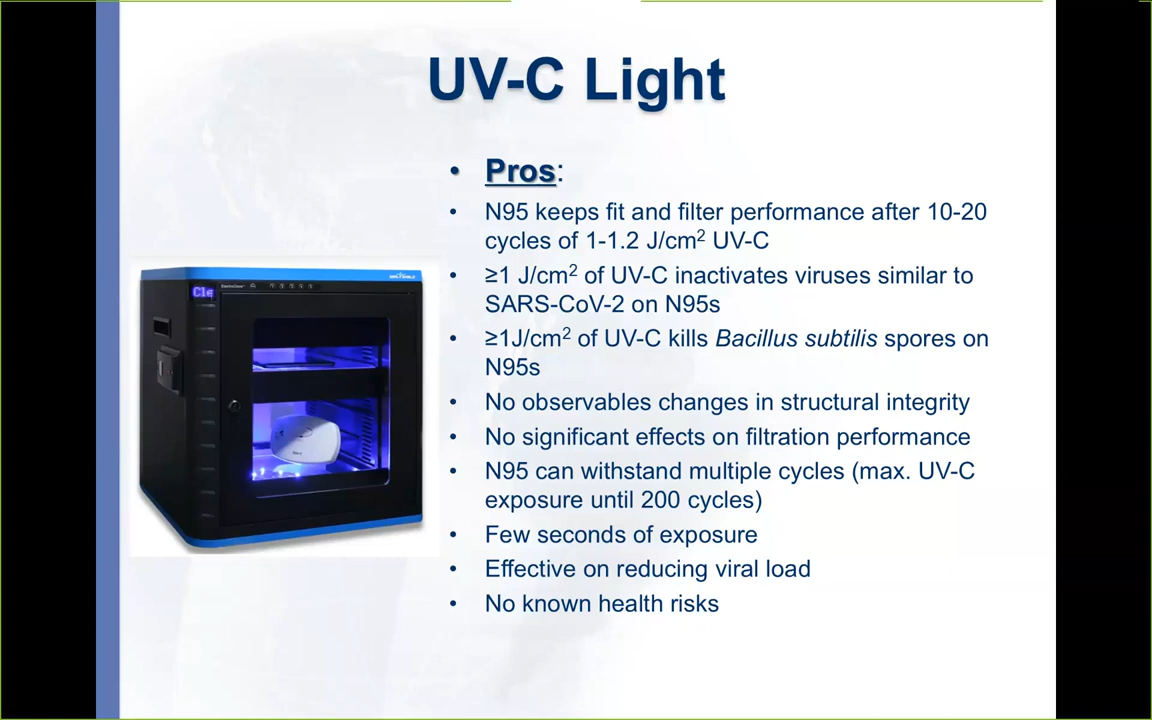 UV-C Light
• Pros:
• N95 keeps fit and filter performance after 10-20
cycles of 1-1.2 J/cm² UV-C
• ≥1 J/cm² of UV-C inactivates viruses similar to
SARS-CoV-2 on N95s
• ≥1J/cm² of UV-C kills Bacillus subtilis spores on
N95s
• No observables changes in structural integrity
• No significant effects on filtration performance
• N95 can withstand multiple cycles (max. UV-C
exposure until 200 cycles)
• Few seconds of exposure
• Effective on reducing viral load
• No known health risks
Cle